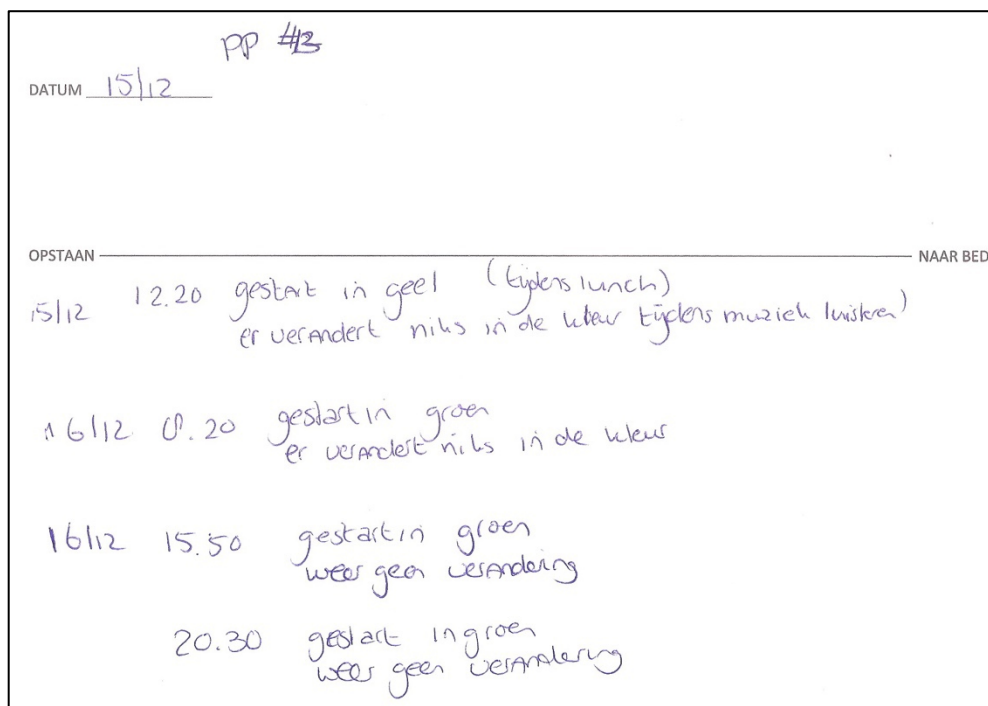 PP #3
DATUM 15/12
OPSTAAN NAAR BED
15/12 12.20 gestart in geel (tijdens lunch)
er verandert niks in de kleur tijdens muziek luisteren)
16/12 8.20 gestart in groen
er verandert niks in de kleur
16/12 15.50 gestart in groen
weer geen verandering
20.30 gestart in groen
weer geen verandering